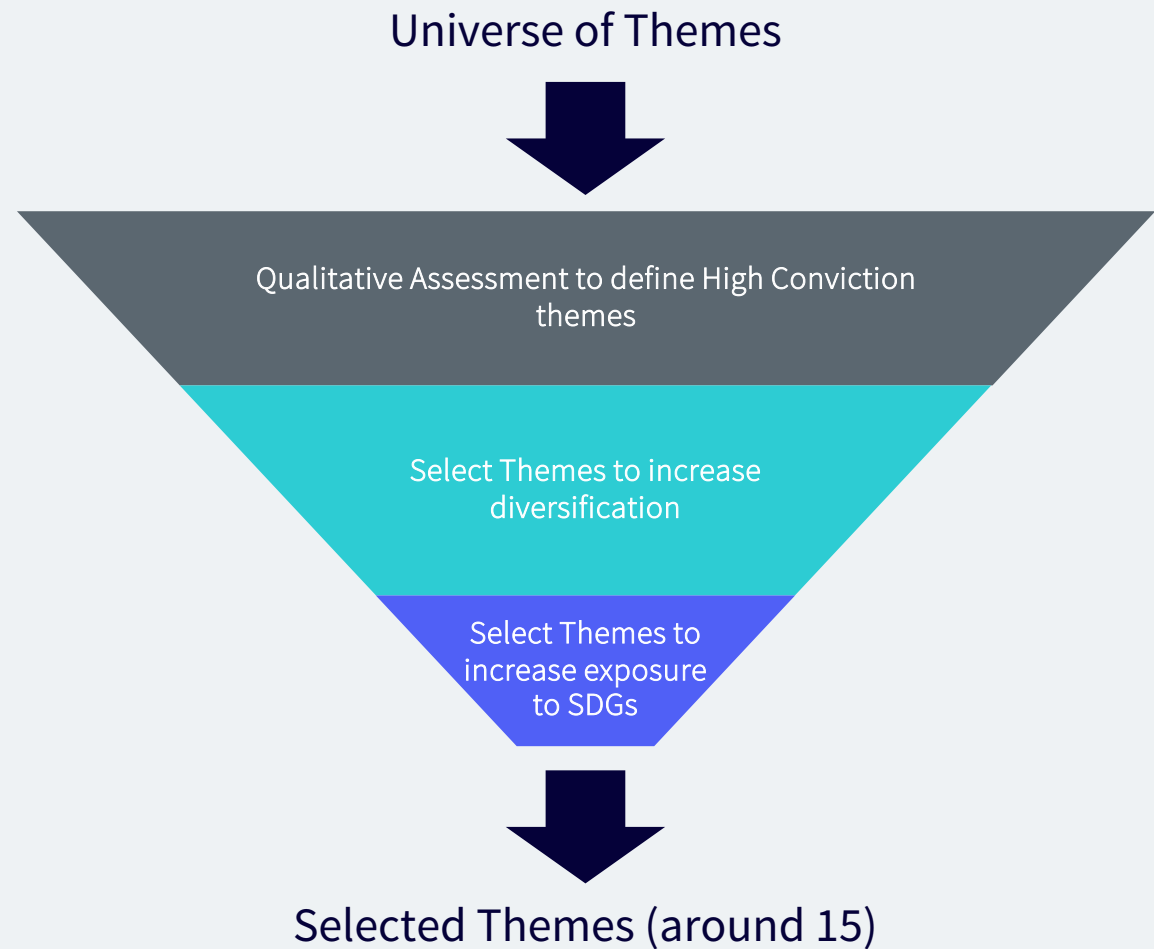 Universe of Themes
Qualitative Assessment to define High Conviction
themes
Select Themes to increase
diversification
Select Themes to
increase exposure
to SDGs
Selected Themes (around 15)